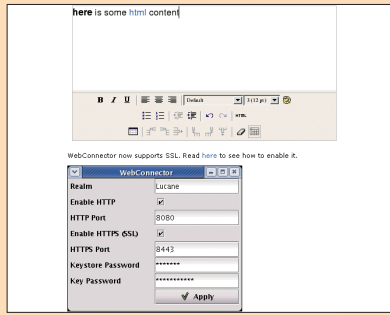 here is some html content
B I U Default 3 (12 pt)
HTML
WebConnector now supports SSL. Read here to see how to enable it.
WebConnector
Realm Lucane
Enable HTTP
HTTP Port 8080
Enable HTTPS (SSL)
HTTPS Port 8443
Keystore Password *******
Key Password ***********
Apply